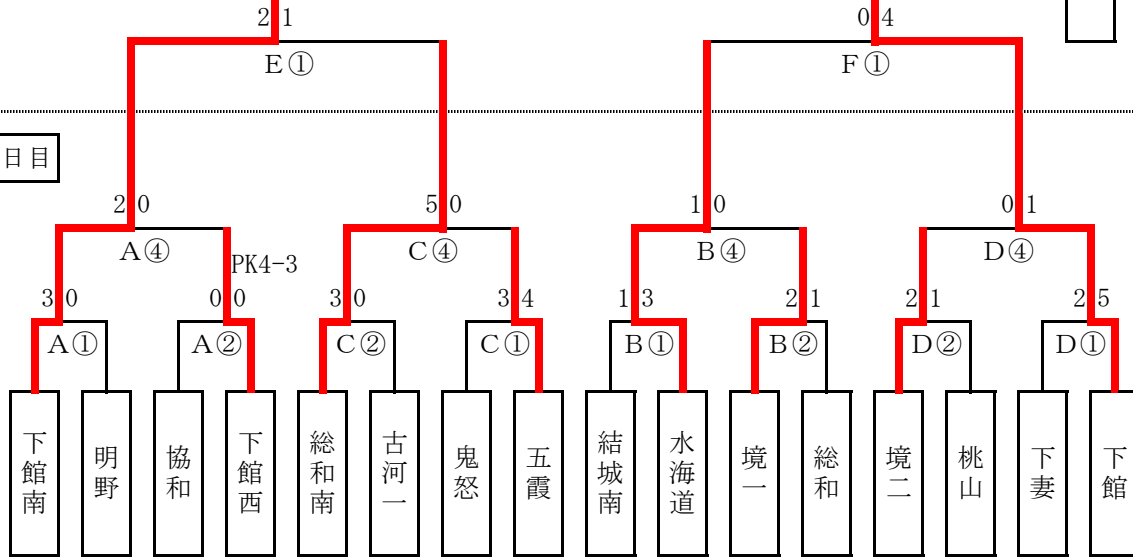 2 1
0 4
E①
F①
日目
2 0
5 0
1 0
0 1
A④
C④
B④
D④
PK4-3
3 0
0 0
3 0
3 4
1 3
2 1
2 1
2 5
A①
A②
C②
C①
B①
B②
D②
D①
下館南
明野
協和
下館西
総和南
古河一
鬼怒
五霞
結城南
水海道
境一
総和
境二
桃山
下妻
下館